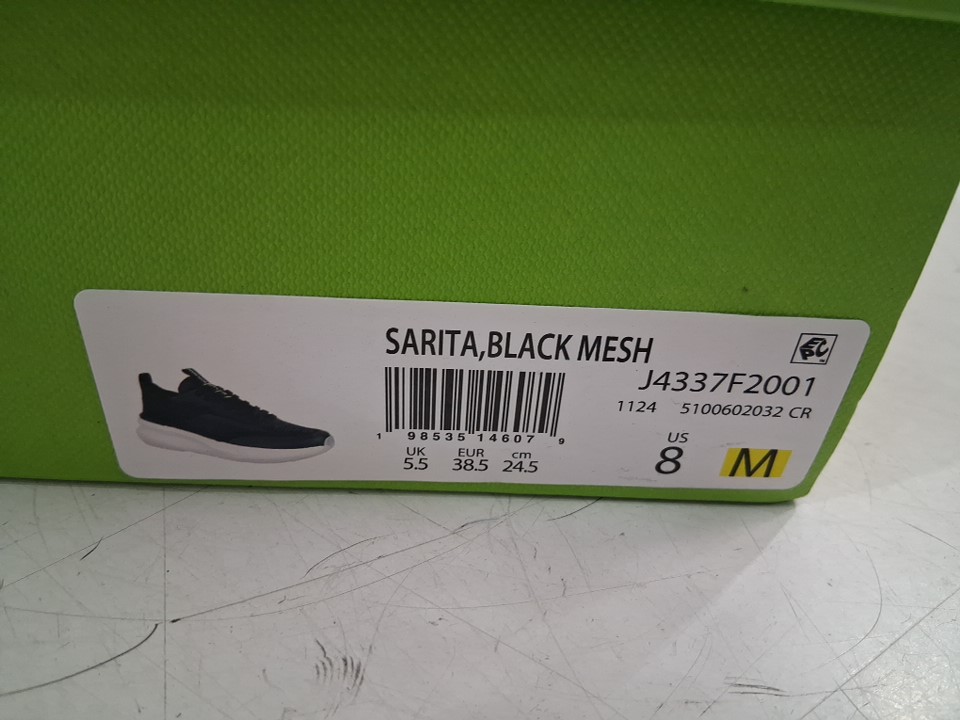 SARITA,BLACK MESH
J4337F2001
1124 5100602032 CR
1 98535 14607 9
UK EUR cm
5.5 38.5 24.5
US
8 M